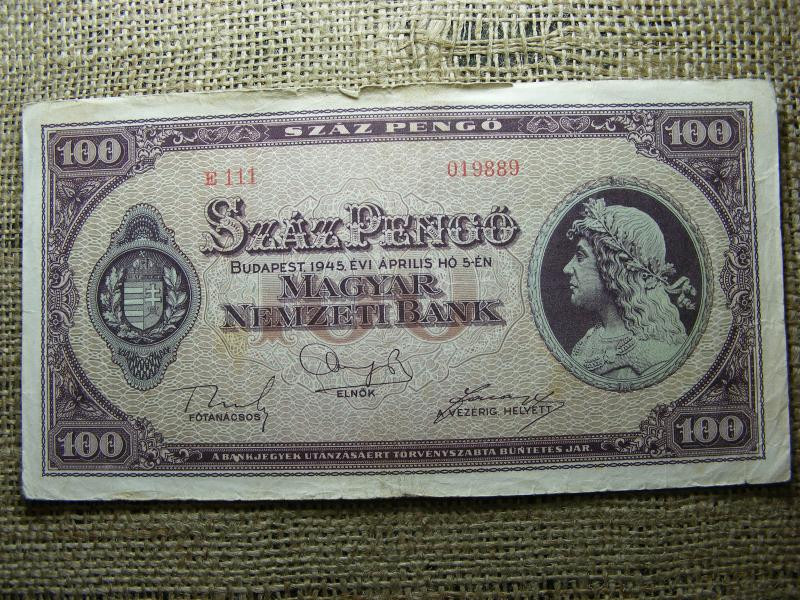 100 SZÁZ PENGŐ 100
E 111 019889
SZÁZ PENGŐ
BUDAPEST, 1945. ÉVI ÁPRILIS HÓ 5-ÉN
MAGYAR
NEMZETI BANK
100
FŐTANÁCSOS
ELNÖK
A VEZÉRIG. HELYETT
100 A BANKJEGYEK UTÁNZÁSÁÉRT TÖRVÉNYSZABTA BÜNTETÉS JÁR. 100